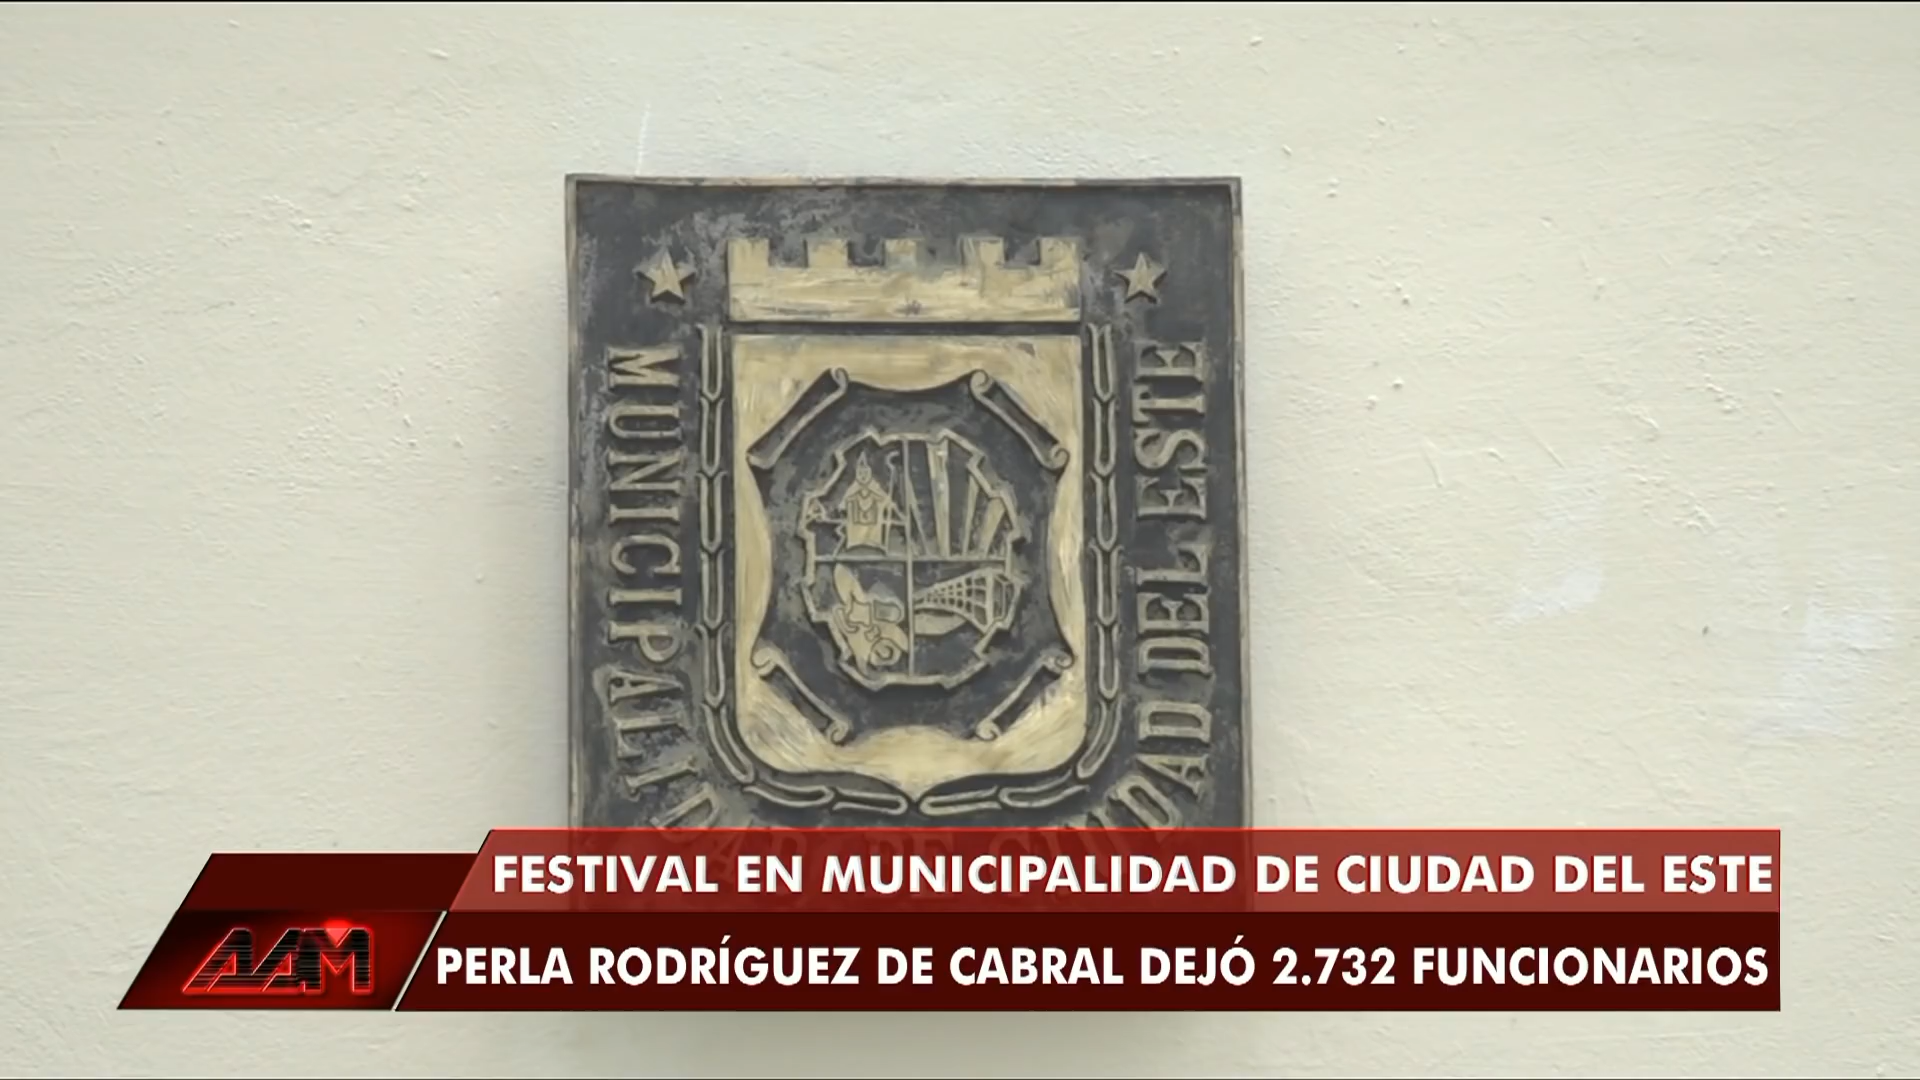 MUNICIPALIDAD DE CIUDAD DEL ESTE
FESTIVAL EN MUNICIPALIDAD DE CIUDAD DEL ESTE
AAM
PERLA RODRÍGUEZ DE CABRAL DEJÓ 2.732 FUNCIONARIOS